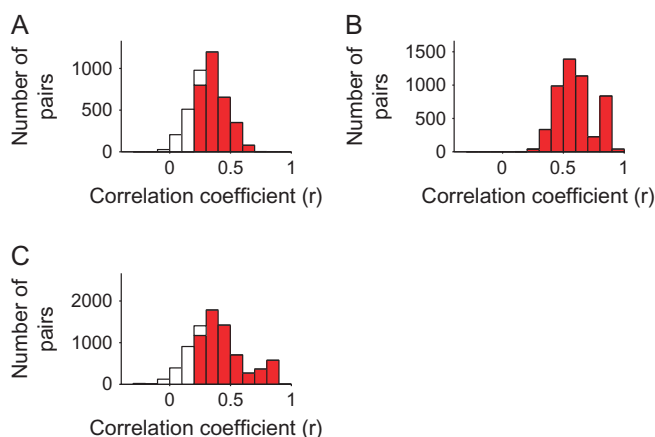 A
Number of
pairs
1000
500
0
0
0.5
1
Correlation coefficient (r)
B
Number of
pairs
1500
1000
500
0
0
0.5
1
Correlation coefficient (r)
C
Number of
pairs
2000
1000
0
0
0.5
1
Correlation coefficient (r)